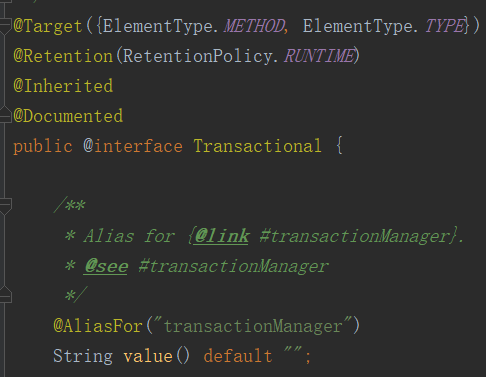 @Target({ElementType.METHOD, ElementType.TYPE})
@Retention(RetentionPolicy.RUNTIME)
@Inherited
@Documented
public @interface Transactional {
/**
* Alias for {@link #transactionManager}.
* @see #transactionManager
*/
@AliasFor("transactionManager")
String value() default "";